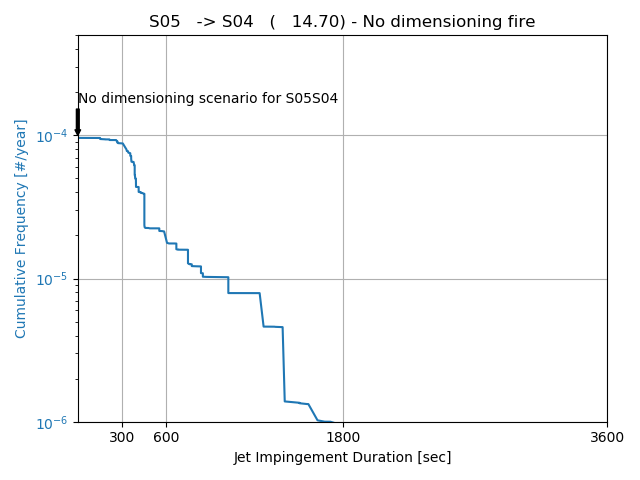 S05 -> S04 ( 14.70) - No dimensioning fire
No dimensioning scenario for S05S04
Cumulative Frequency [#/year]
10⁻⁴
10⁻⁵
10⁻⁶
300 600 1800 3600
Jet Impingement Duration [sec]